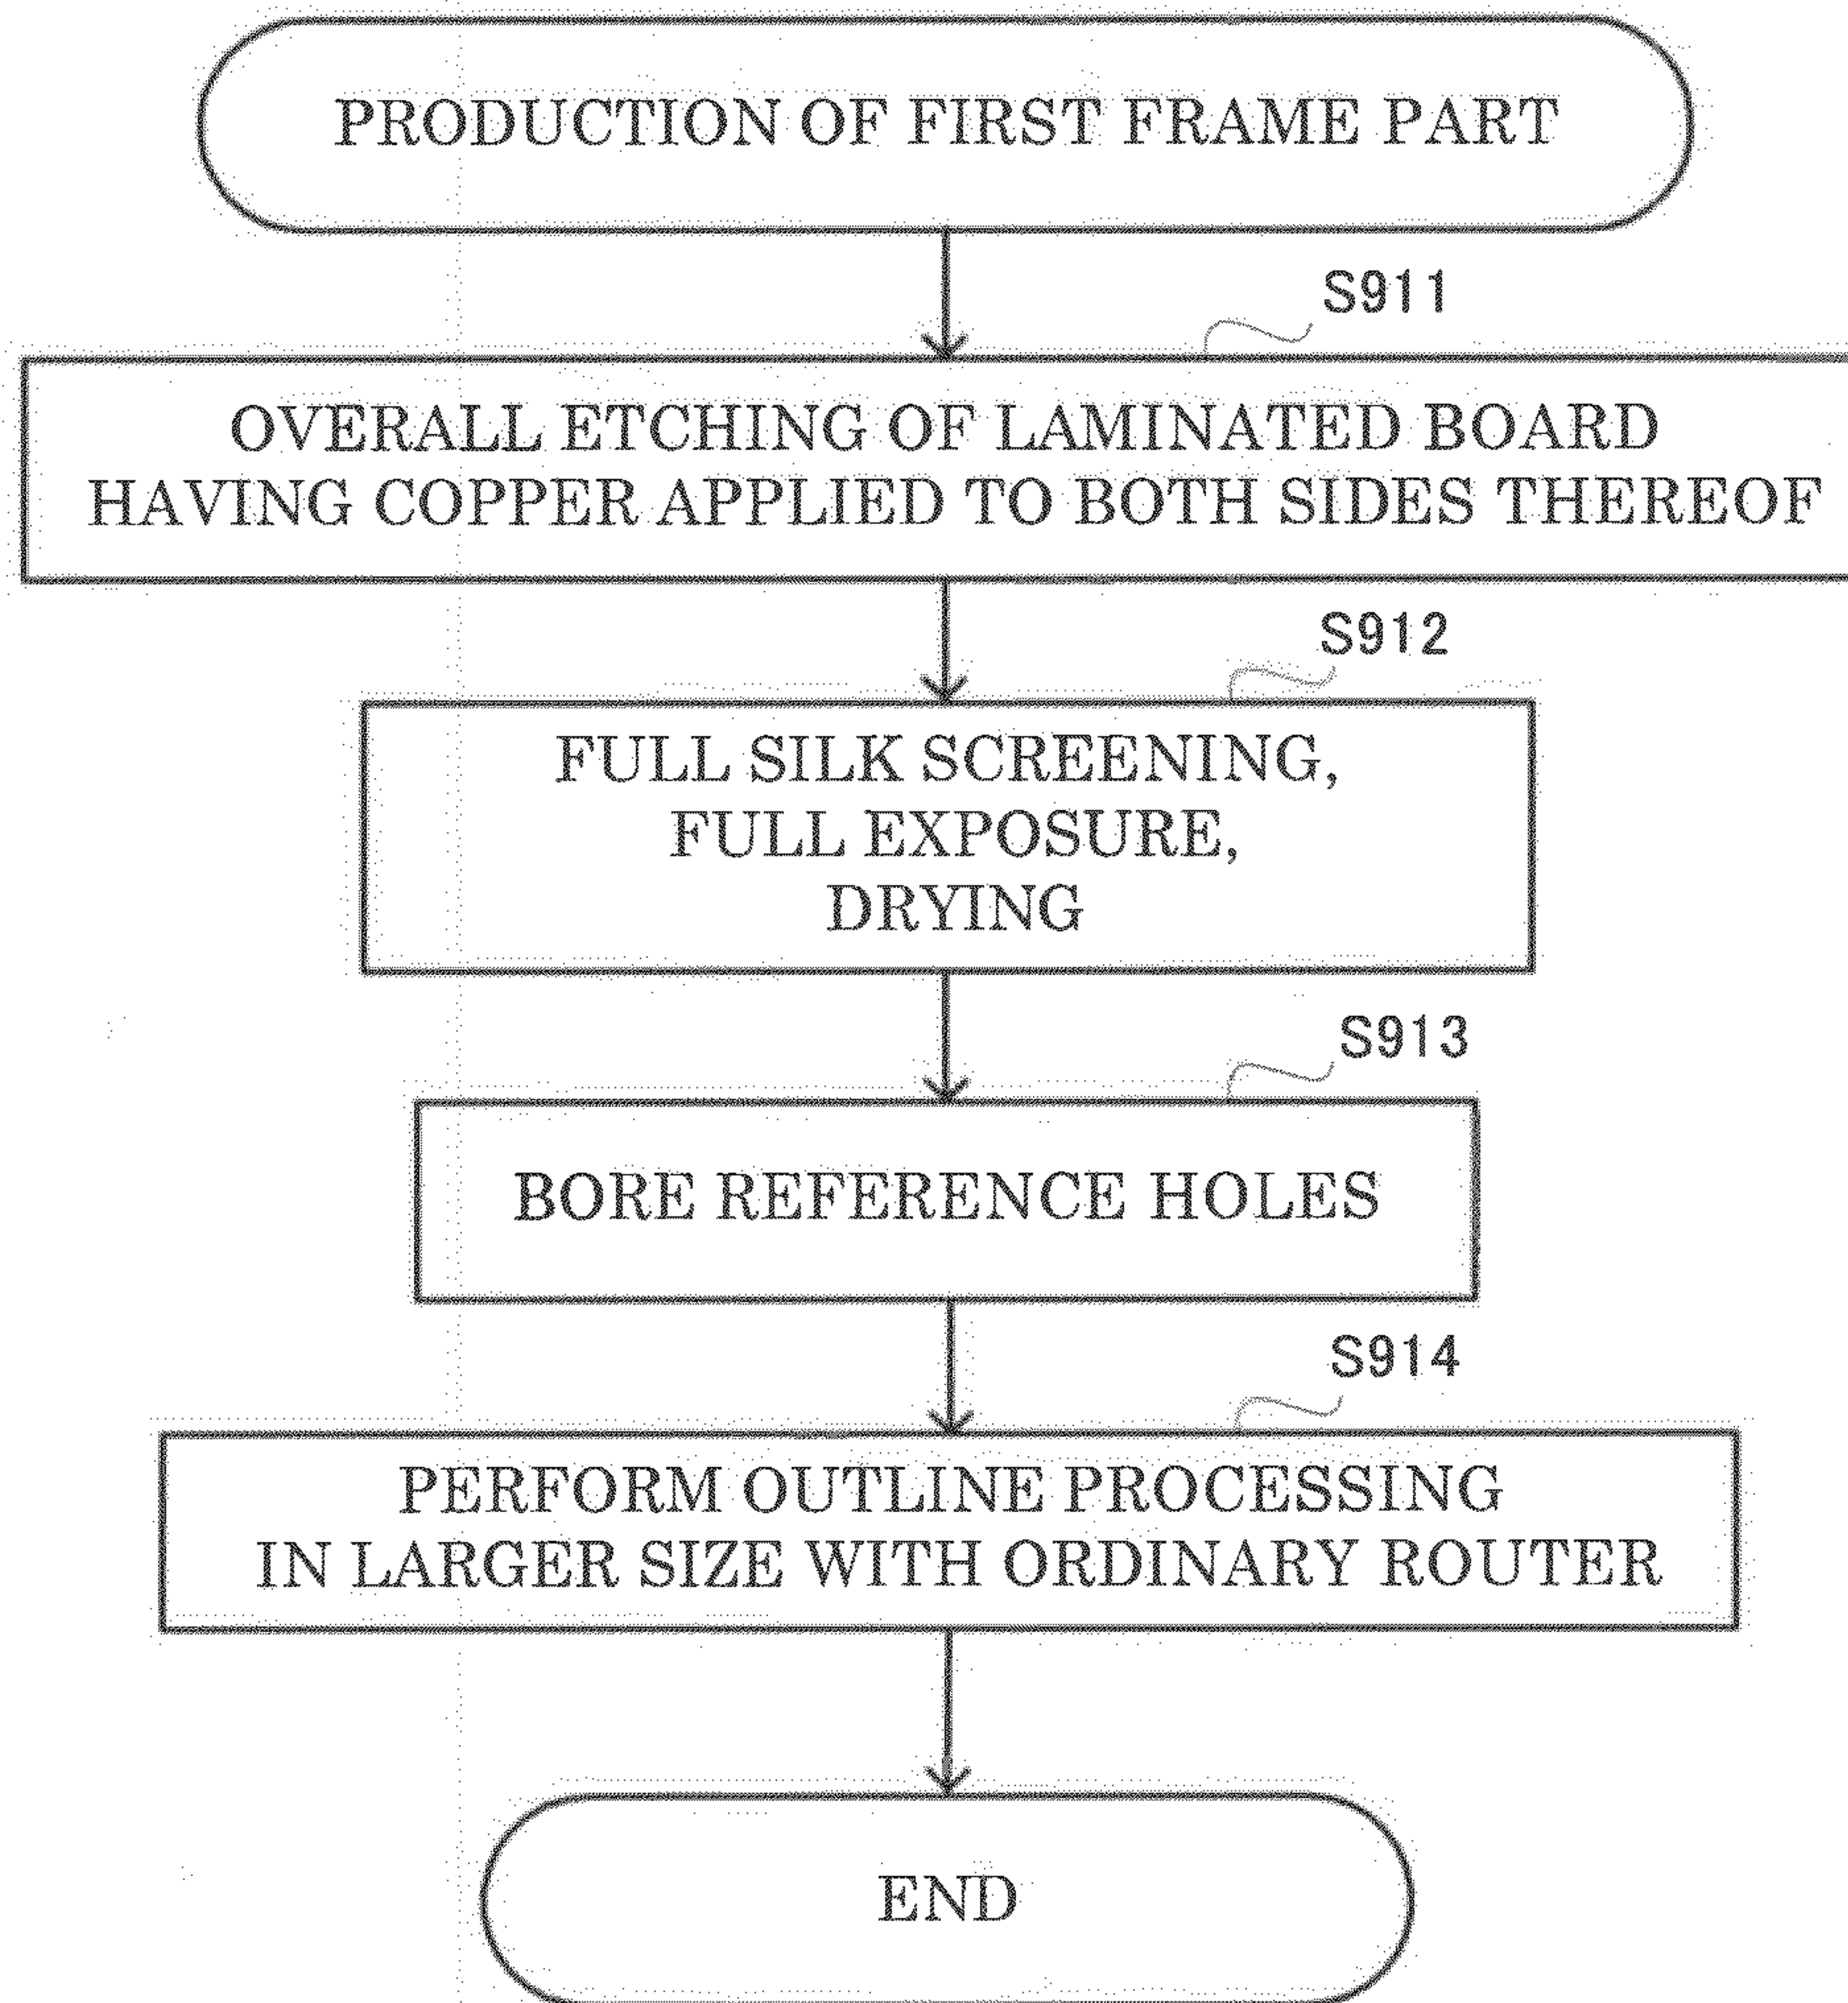 PRODUCTION OF FIRST FRAME PART
S911
OVERALL ETCHING OF LAMINATED BOARD
HAVING COPPER APPLIED TO BOTH SIDES THEREOF
S912
FULL SILK SCREENING,
FULL EXPOSURE,
DRYING
S913
BORE REFERENCE HOLES
S914
PERFORM OUTLINE PROCESSING
IN LARGER SIZE WITH ORDINARY ROUTER
END